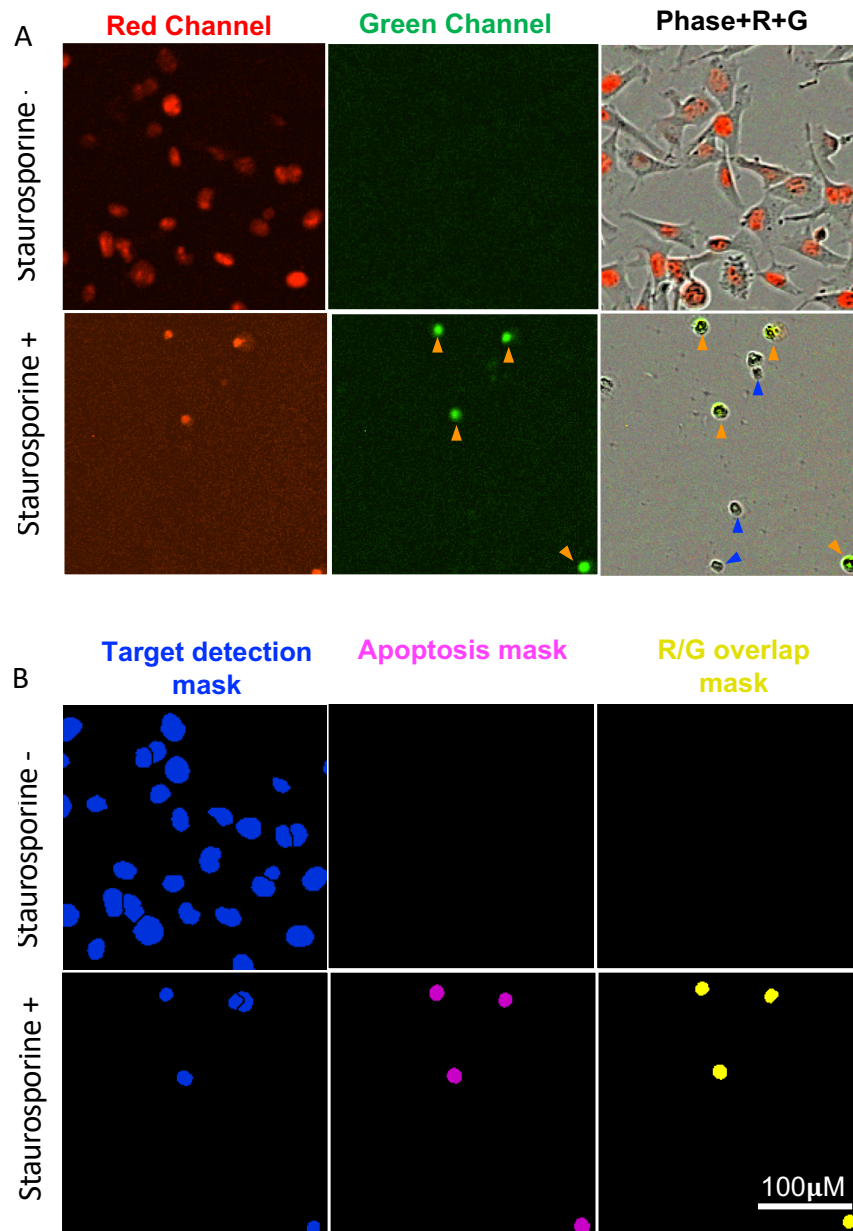 A
Red Channel
Green Channel
Phase+R+G
Staurosporine -
Staurosporine +
B
Target detection
mask
Apoptosis mask
R/G overlap
mask
Staurosporine -
Staurosporine +
100μM